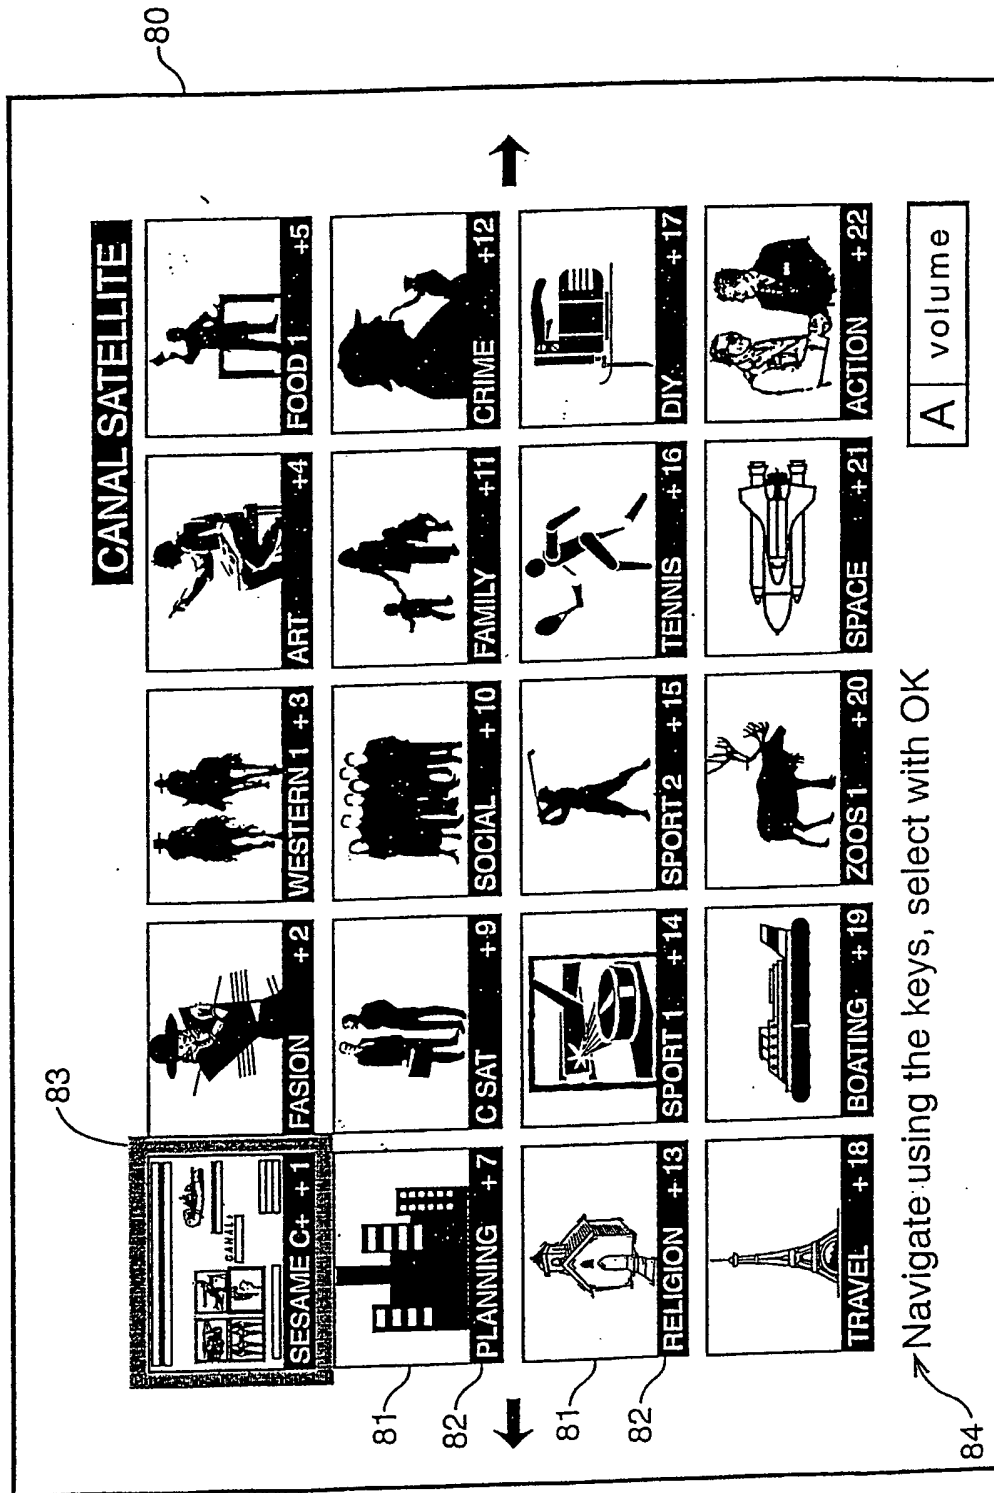 80
CANAL SATELLITE
83
SESAME C+ +1
FASION +2
WESTERN 1 +3
ART +4
FOOD 1 +5
CANAL+
PLANNING +7
C SAT +9
SOCIAL +10
FAMILY +11
CRIME +12
81
82
RELIGION +13
SPORT 1 +14
SPORT 2 +15
TENNIS +16
DIY +17
81
82
TRAVEL +18
BOATING +19
ZOOS 1 +20
SPACE +21
ACTION +22
84
Navigate using the keys, select with OK
A volume